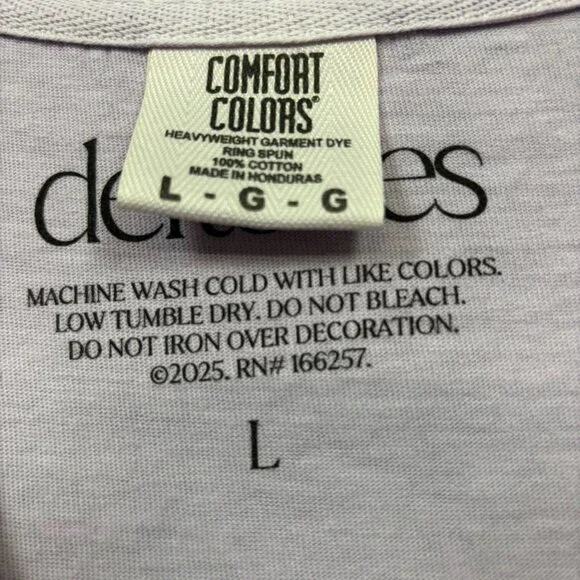 COMFORT
COLORS®
HEAVYWEIGHT GARMENT DYE
RING SPUN
100% COTTON
MADE IN HONDURAS
L - G - G
MACHINE WASH COLD WITH LIKE COLORS.
LOW TUMBLE DRY. DO NOT BLEACH.
DO NOT IRON OVER DECORATION.
©2025. RN# 166257.
L